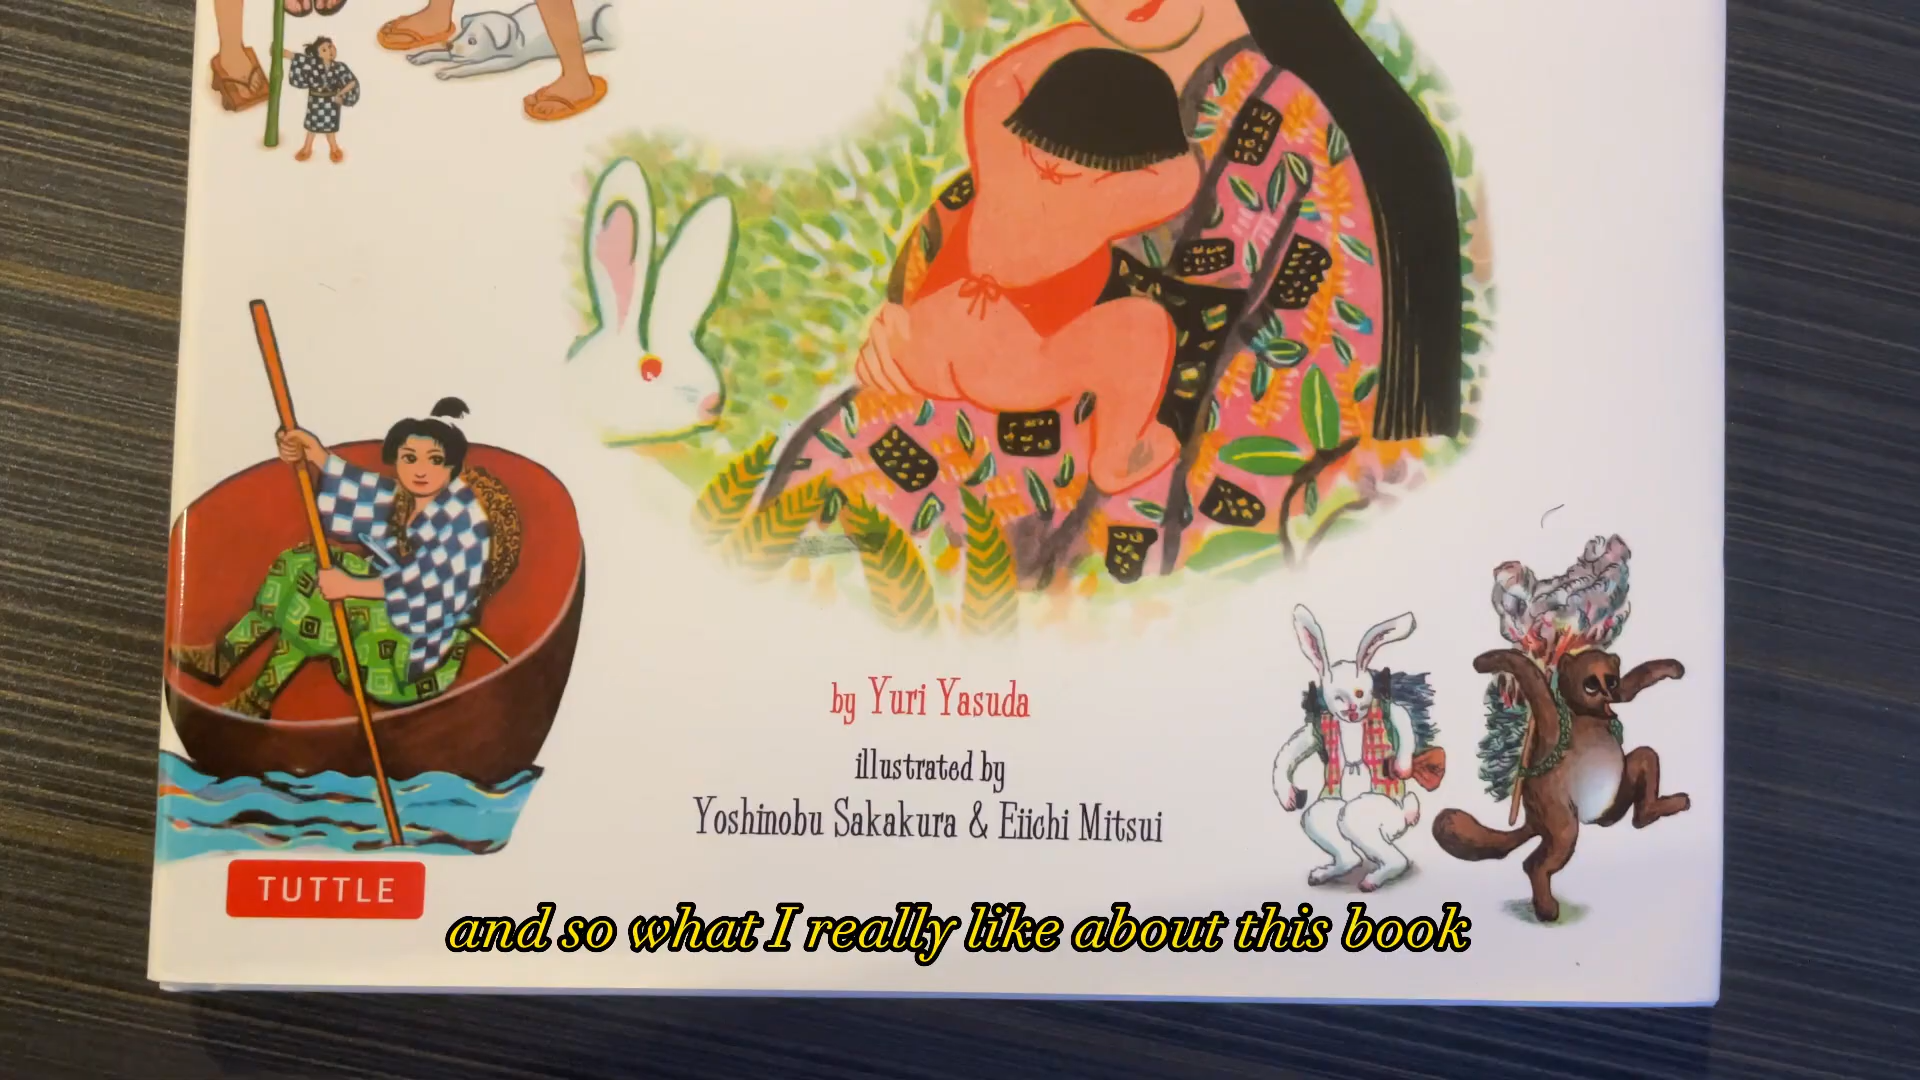 by Yuri Yasuda
illustrated by
Yoshinobu Sakakura & Eiichi Mitsui
TUTTLE
and so what I really like about this book